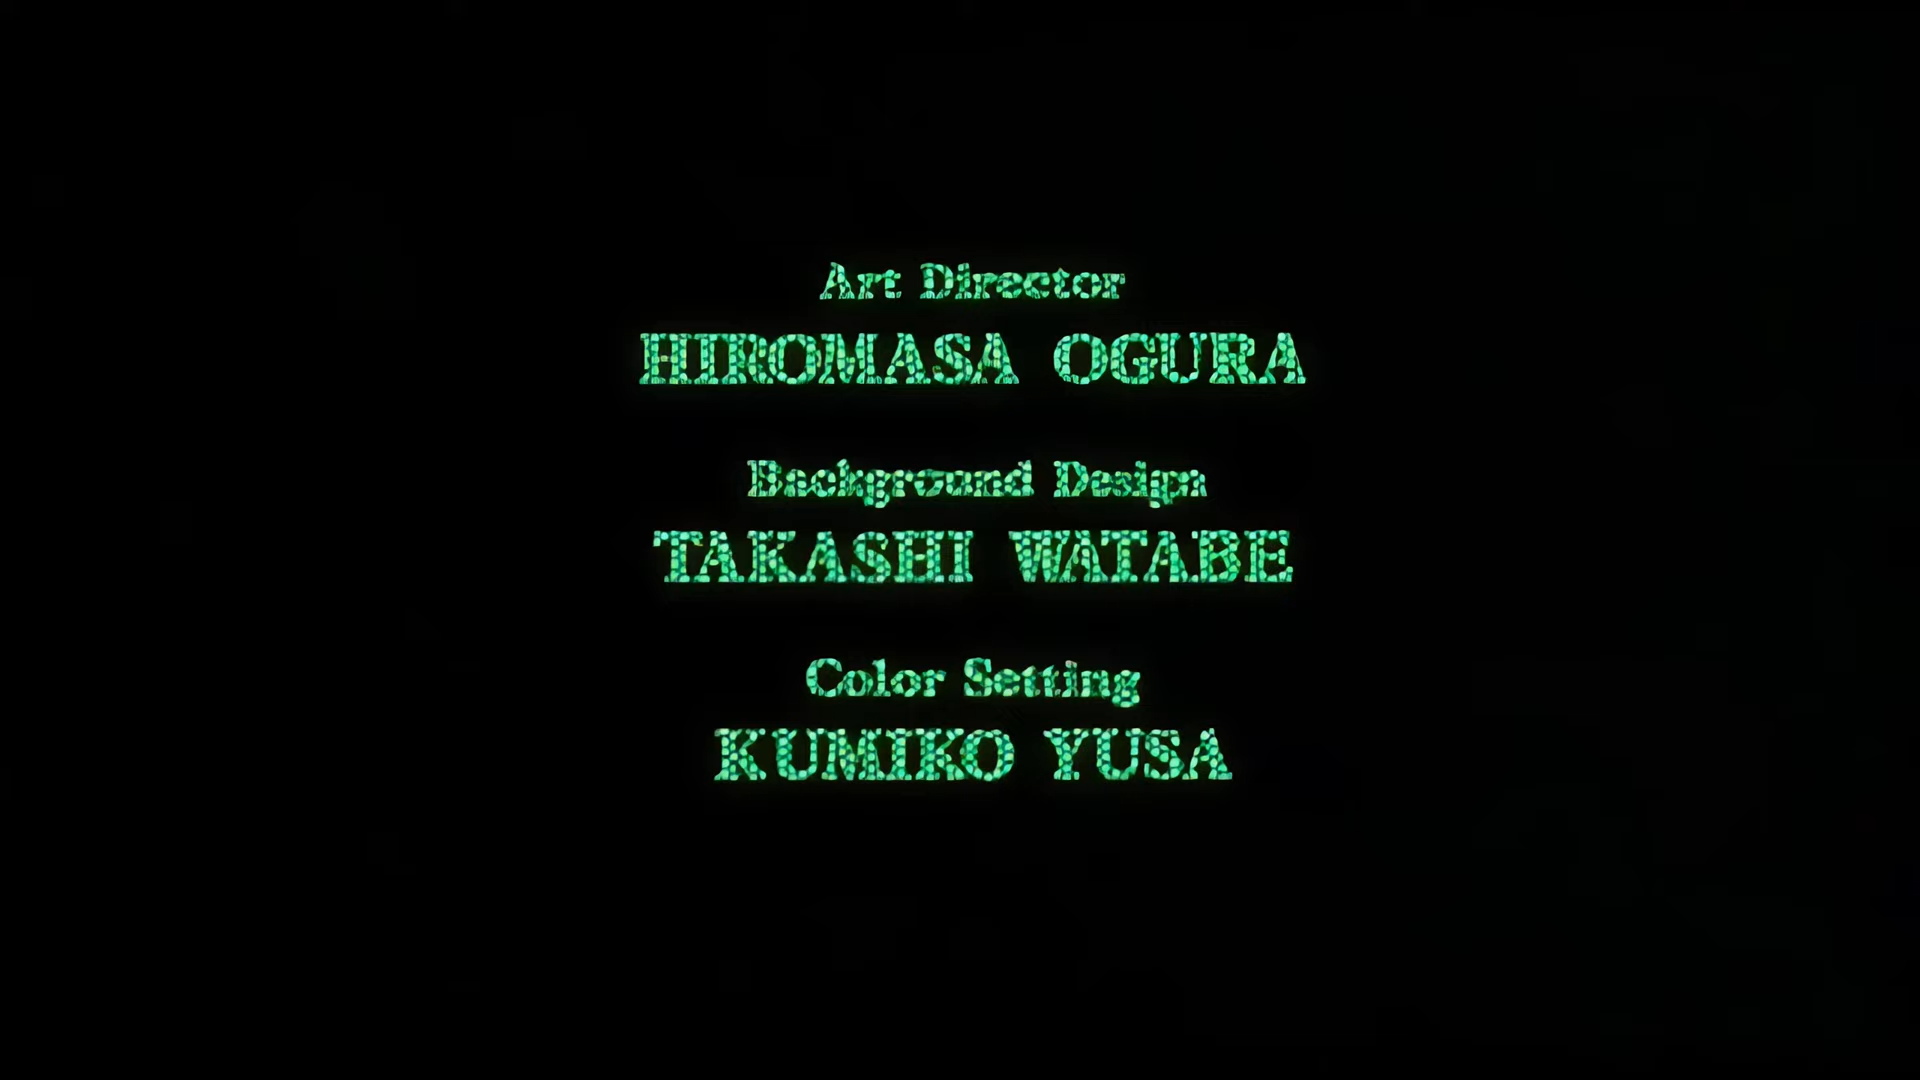 Art Director
HIROMASA OGURA
Background Design
TAKASHI WATABE
Color Setting
KUMIKO YUSA